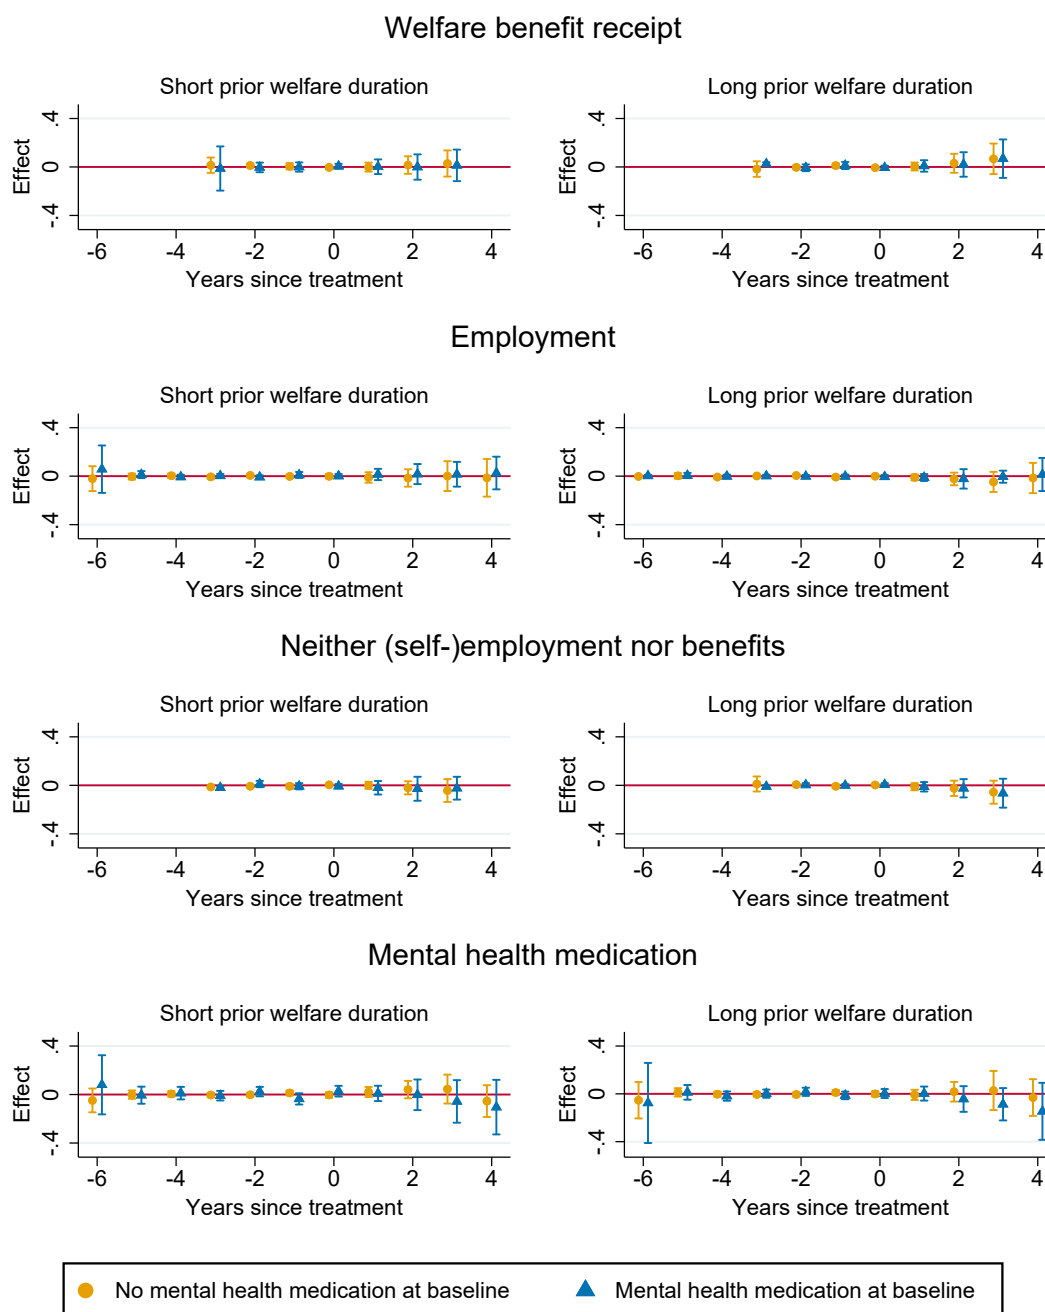 Welfare benefit receipt
Short prior welfare duration
Effect
.4
0
-.4
-6 -4 -2 0 2 4
Years since treatment
Long prior welfare duration
Effect
.4
0
-.4
-6 -4 -2 0 2 4
Years since treatment
Employment
Short prior welfare duration
Effect
.4
0
-.4
-6 -4 -2 0 2 4
Years since treatment
Long prior welfare duration
Effect
.4
0
-.4
-6 -4 -2 0 2 4
Years since treatment
Neither (self-)employment nor benefits
Short prior welfare duration
Effect
.4
0
-.4
-6 -4 -2 0 2 4
Years since treatment
Long prior welfare duration
Effect
.4
0
-.4
-6 -4 -2 0 2 4
Years since treatment
Mental health medication
Short prior welfare duration
Effect
.4
0
-.4
-6 -4 -2 0 2 4
Years since treatment
Long prior welfare duration
Effect
.4
0
-.4
-6 -4 -2 0 2 4
Years since treatment
No mental health medication at baseline
Mental health medication at baseline